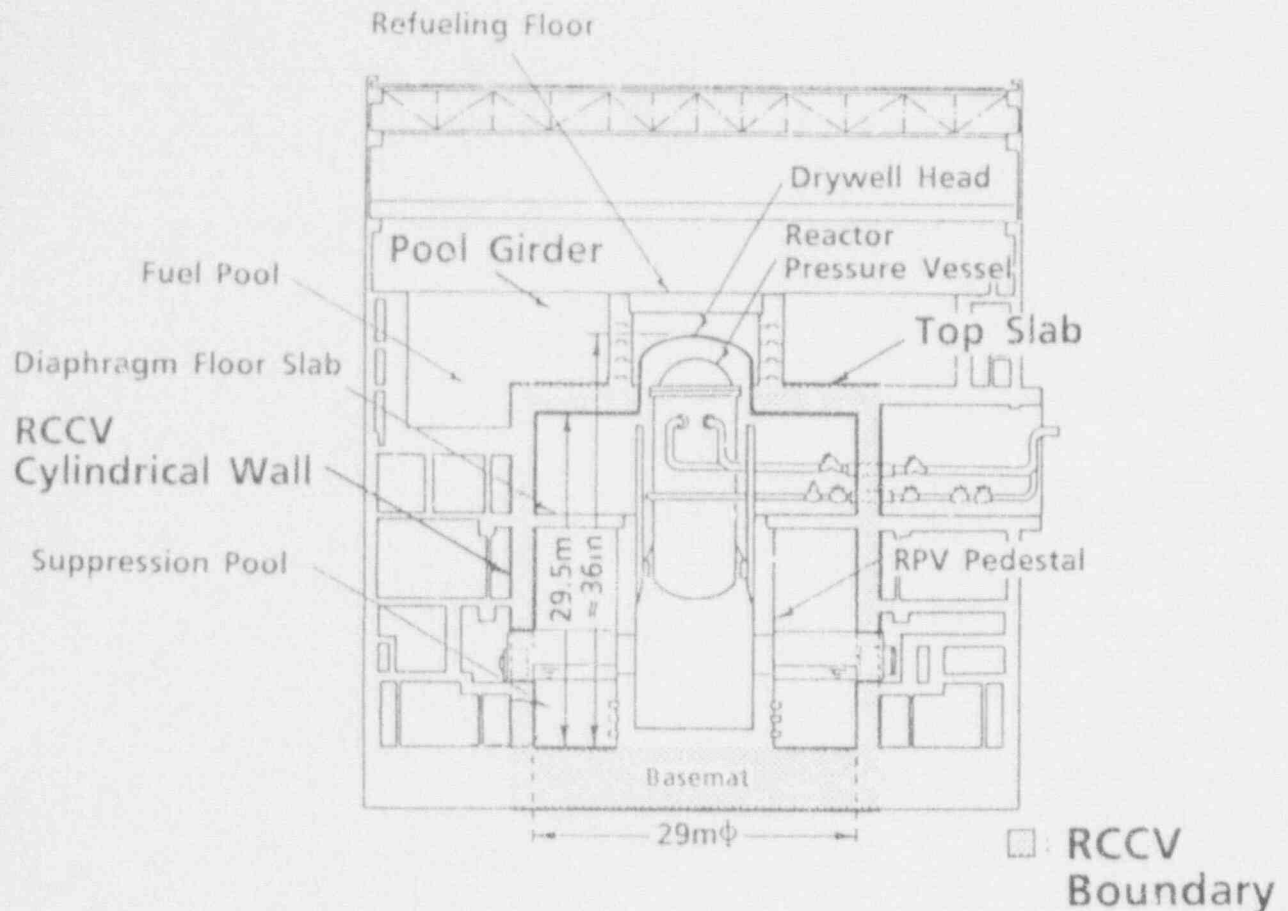 Refueling Floor
Drywell Head
Reactor
Pressure Vessel
Pool Girder
Fuel Pool
Top Slab
Diaphragm Floor Slab
RCCV
Cylindrical Wall
Suppression Pool
RPV Pedestal
29.5m
≈36m
Basemat
29mϕ
RCCV
Boundary